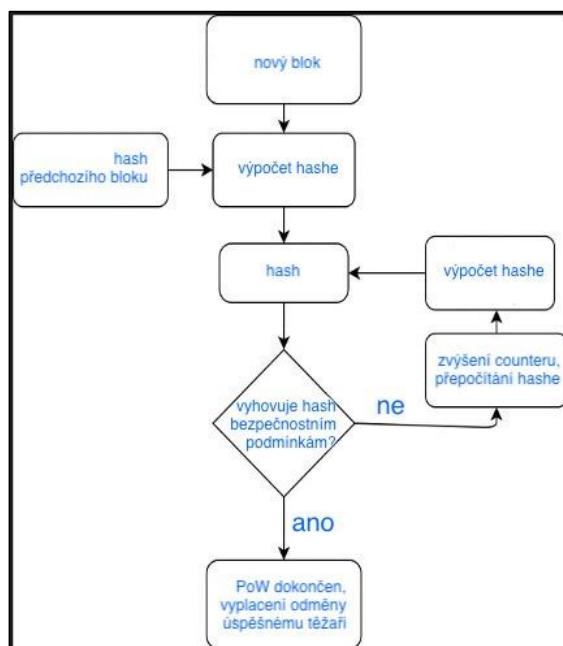 nový blok
hash
předchozího bloku
výpočet hashe
hash
výpočet hashe
zvýšení counteru,
přepočítání hashe
vyhovuje hash
bezpečnostním
podmínkám?
ne
ano
PoW dokončen,
vyplacení odměny
úspěšnému těžaři